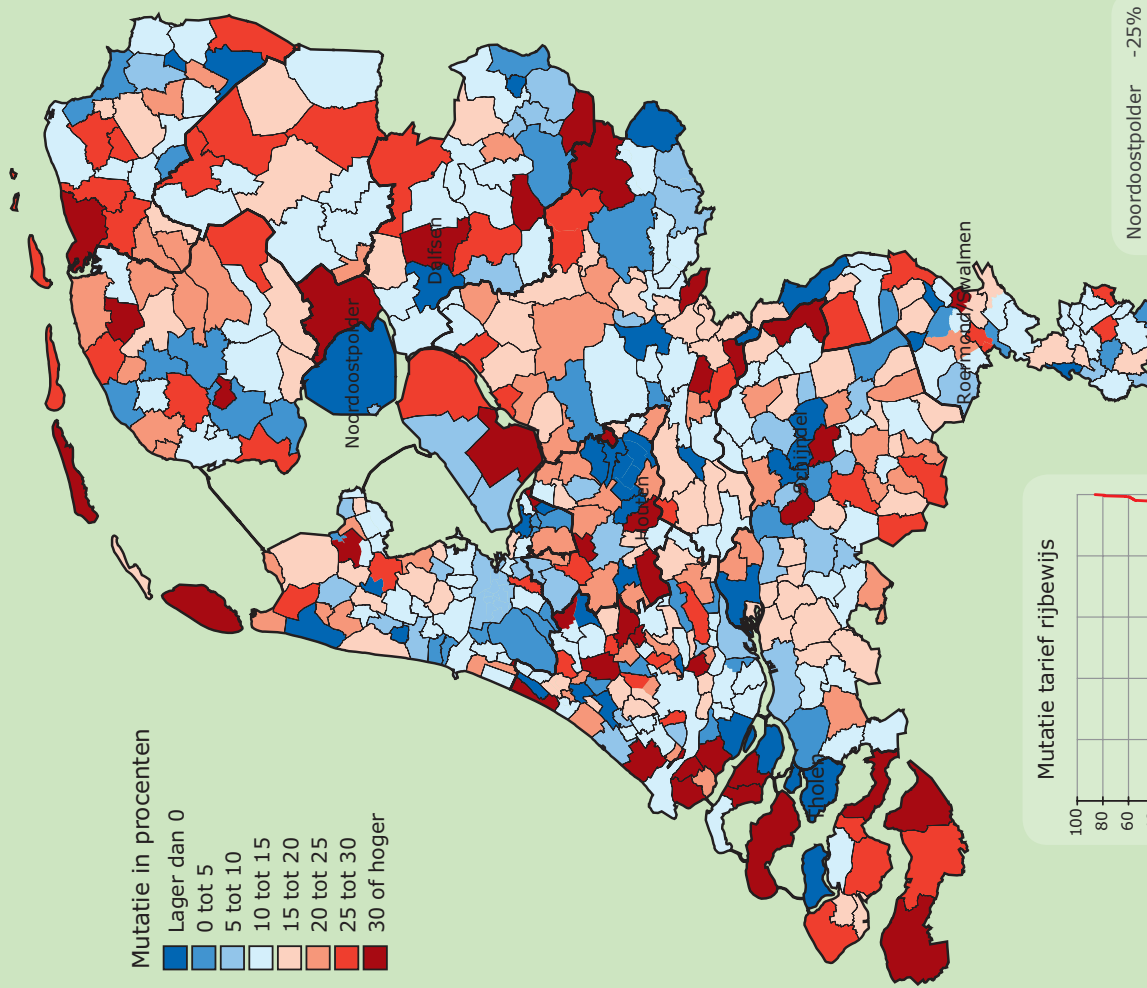 Mutatie in procenten
Lager dan 0
0 tot 5
5 tot 10
10 tot 15
15 tot 20
20 tot 25
25 tot 30
30 of hoger
Noordoostpolder
Dalfsen
Houten
Schijndel
Tholen
Roermond/Swalmen
Mutatie tarief rijbewijs
100
80
60
Noordoostpolder -25%